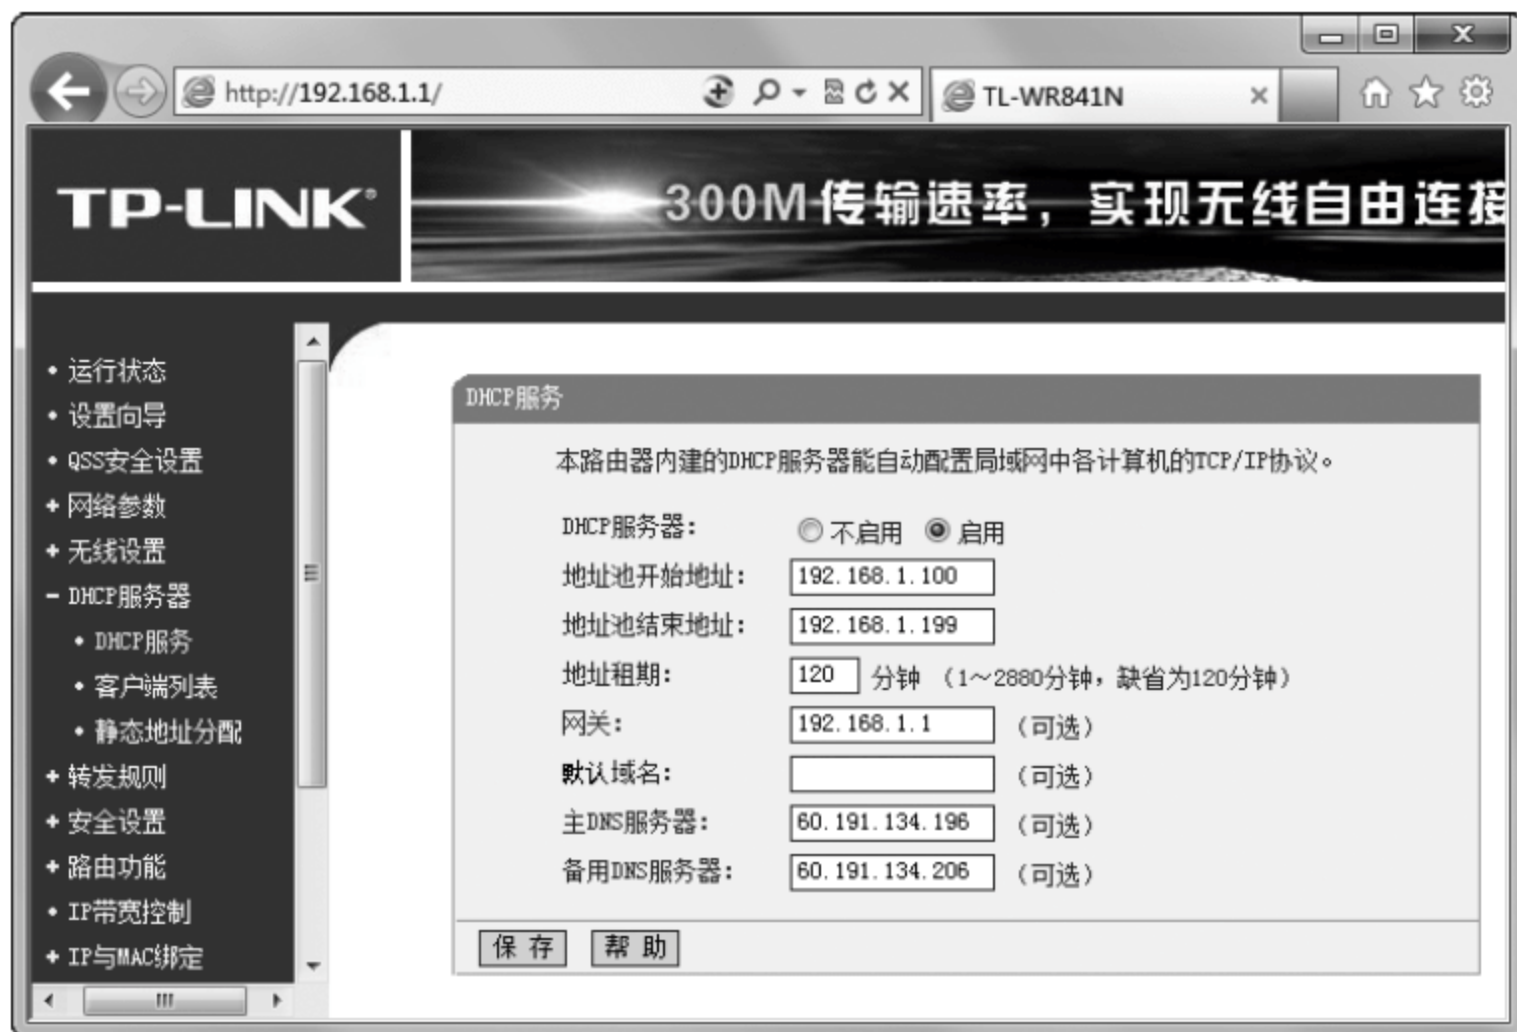 http://192.168.1.1/
TL-WR841N
TP-LINK®
300M传输速率，实现无线自由连接
• 运行状态
• 设置向导
• QSS安全设置
+ 网络参数
+ 无线设置
- DHCP服务器
• DHCP服务
• 客户端列表
• 静态地址分配
+ 转发规则
+ 安全设置
+ 路由功能
• IP带宽控制
+ IP与MAC绑定
DHCP服务
本路由器内建的DHCP服务器能自动配置局域网中各计算机的TCP/IP协议。
DHCP服务器： 不启用 启用
地址池开始地址： 192.168.1.100
地址池结束地址： 192.168.1.199
地址租期： 120 分钟 （1～2880分钟，缺省为120分钟）
网关： 192.168.1.1 （可选）
默认域名： （可选）
主DNS服务器： 60.191.134.196 （可选）
备用DNS服务器： 60.191.134.206 （可选）
保存 帮助